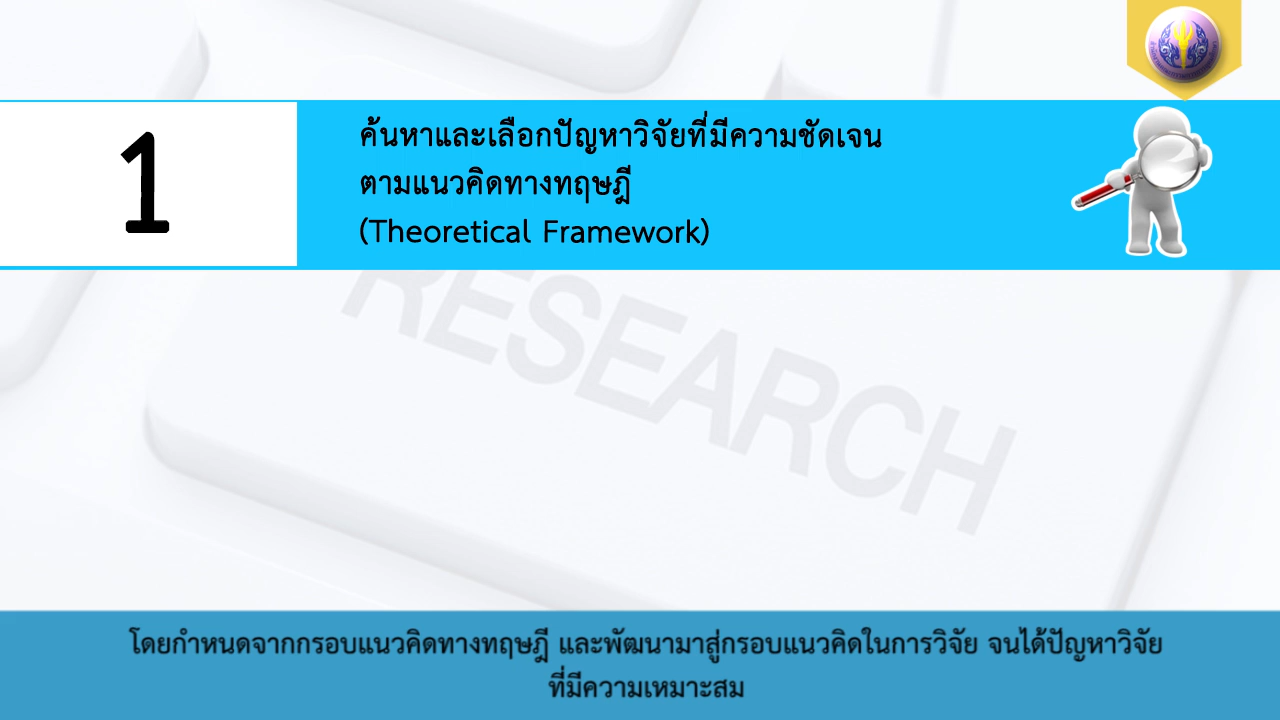 1
ค้นหาและเลือกปัญหาวิจัยที่มีความชัดเจน
ตามแนวคิดทางทฤษฎี
(Theoretical Framework)
RESEARCH
โดยกำหนดจากกรอบแนวคิดทางทฤษฎี และพัฒนามาสู่กรอบแนวคิดในการวิจัย จนได้ปัญหาวิจัย
ที่มีความเหมาะสม